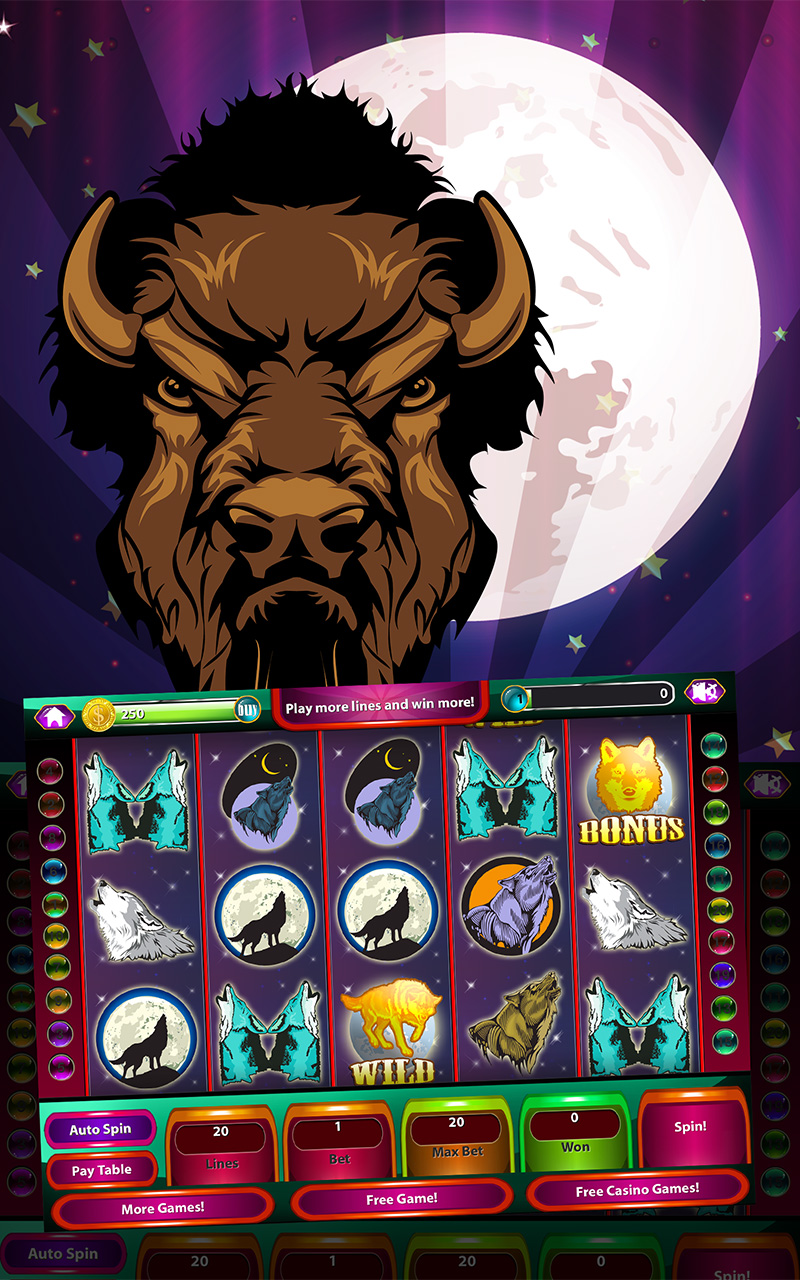 250
buy
Play more lines and win more!
1
0
BONUS
WILD
Auto Spin
20
Lines
1
Bet
20
Max Bet
0
Won
Spin!
Pay Table
More Games!
Free Game!
Free Casino Games!
Auto Spin
20
1
20
0
Spin!